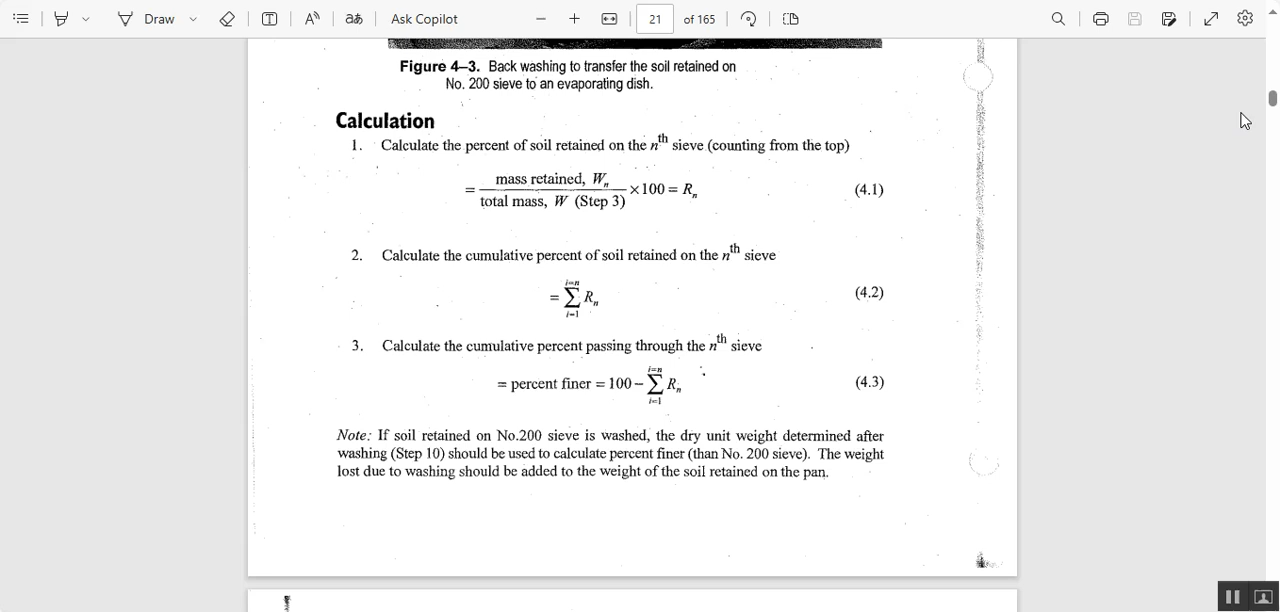 Draw
Ask Copilot
21 of 165
Figure 4–3. Back washing to transfer the soil retained on
No. 200 sieve to an evaporating dish.
Calculation
1. Calculate the percent of soil retained on the nth sieve (counting from the top)
= mass retained, Wn / total mass, W (Step 3) ×100 = Rn (4.1)
2. Calculate the cumulative percent of soil retained on the nth sieve
= i=n ∑ i=1 Rn (4.2)
3. Calculate the cumulative percent passing through the nth sieve
= percent finer = 100 – i=n ∑ i=1 Rn (4.3)
Note: If soil retained on No.200 sieve is washed, the dry unit weight determined after
washing (Step 10) should be used to calculate percent finer (than No. 200 sieve). The weight
lost due to washing should be added to the weight of the soil retained on the pan.